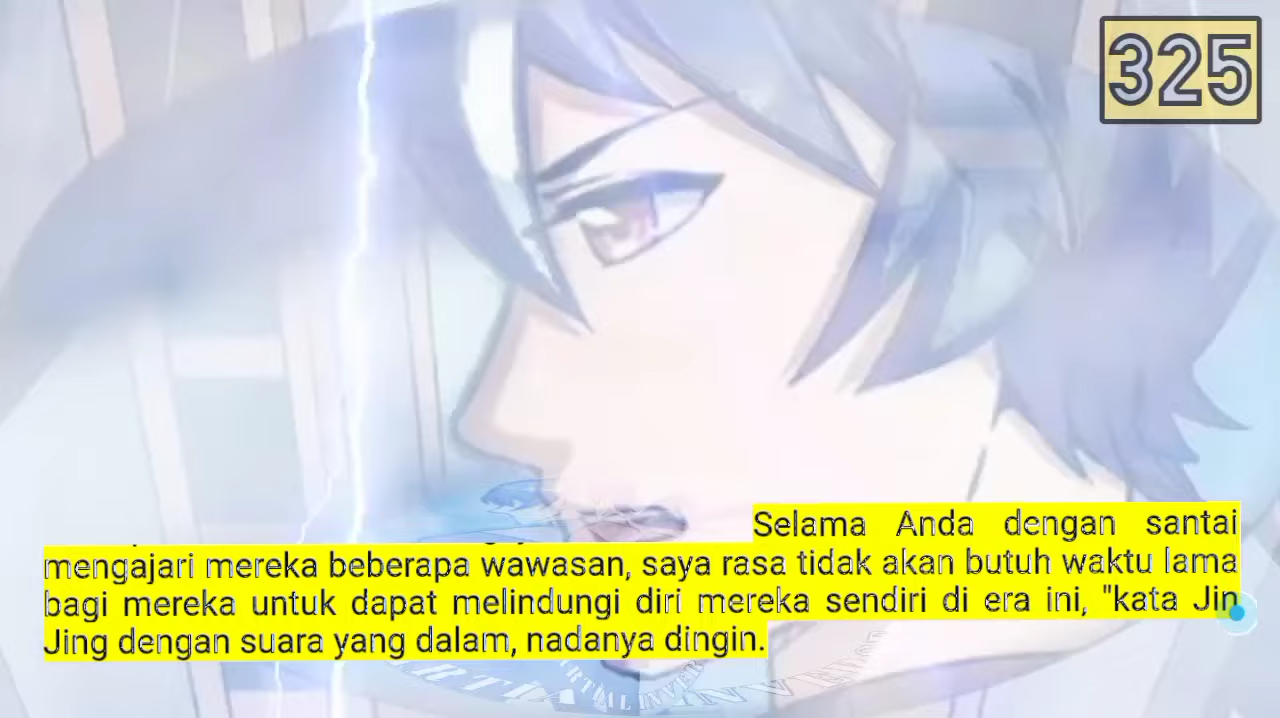 325
Selama Anda dengan santai
mengajari mereka beberapa wawasan, saya rasa tidak akan butuh waktu lama
bagi mereka untuk dapat melindungi diri mereka sendiri di era ini, "kata Jin
Jing dengan suara yang dalam, nadanya dingin.